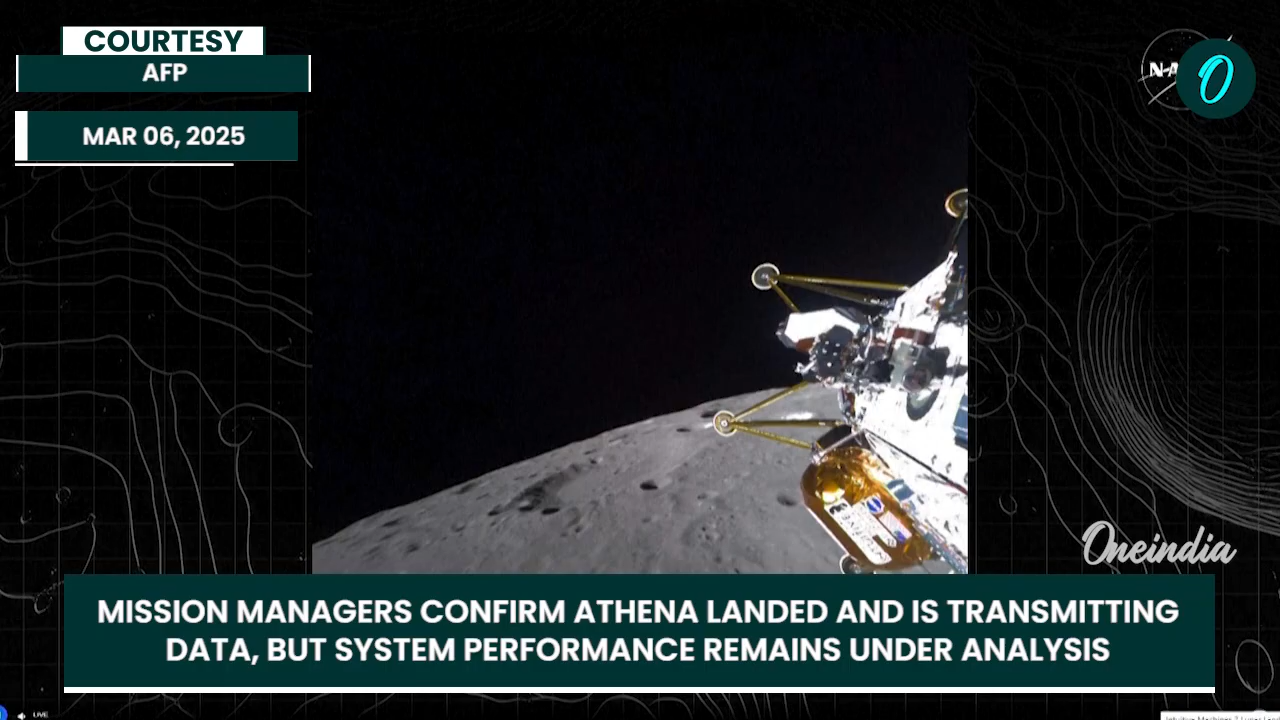 COURTESY
AFP
MAR 06, 2025
Oneindia
MISSION MANAGERS CONFIRM ATHENA LANDED AND IS TRANSMITTING
DATA, BUT SYSTEM PERFORMANCE REMAINS UNDER ANALYSIS
LIVE